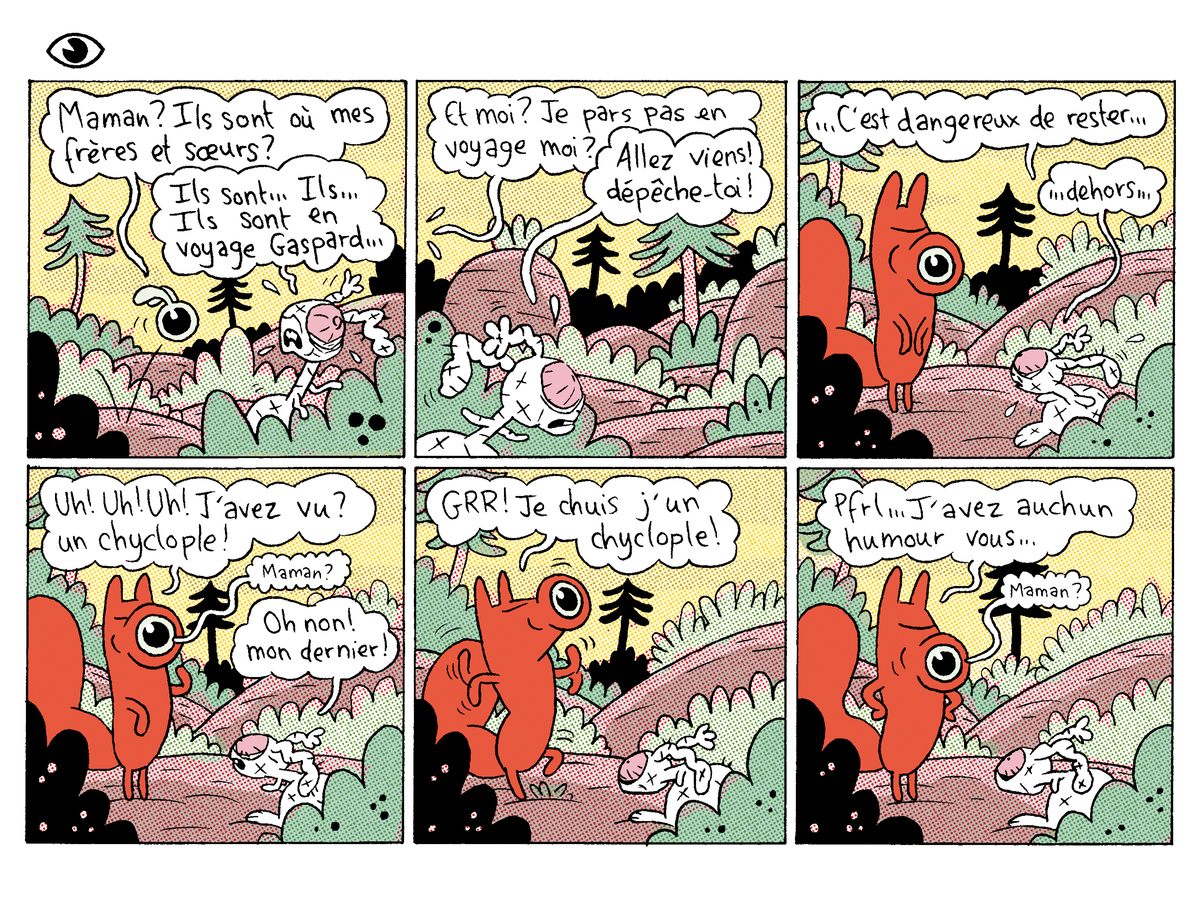 Maman? Ils sont où mes
frères et sœurs?
Ils sont... Ils...
Ils sont en
voyage Gaspard...
Et moi? Je pars pas en
voyage moi?
Allez viens!
dépêche-toi!
...C'est dangereux de rester...
...dehors...
Uh! Uh! Uh! J'avez vu?
un chyclople!
Maman?
Oh non!
mon dernier!
GRR! Je chuis j'un
chyclople!
Pfrl... J'avez auchun
humour vous...
Maman?